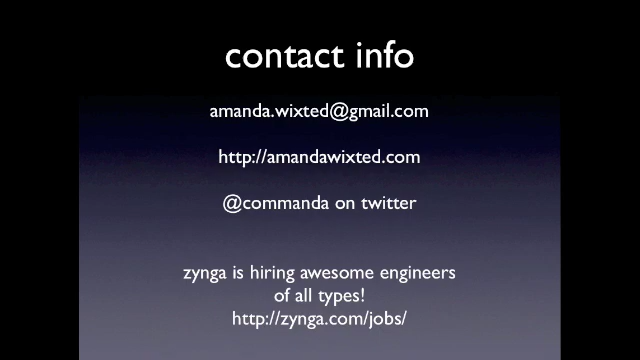 contact info
amanda.wixted@gmail.com
http://amandawixted.com
@commanda on twitter
zynga is hiring awesome engineers
of all types!
http://zynga.com/jobs/